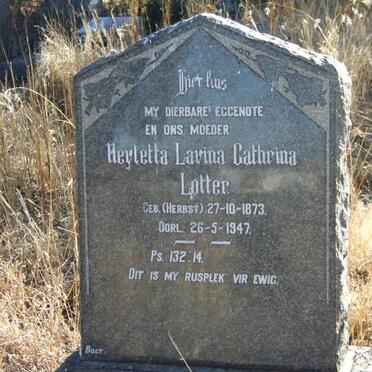 Hier Rus
MY DIERBARE EGGENOTE
EN ONS MOEDER
Heyletta Lavina Cathrina
Lotter
GEB. (HERBST) 27-10-1873.
OORL. 26-5-1947.
Ps. 132:14.
DIT IS MY RUSPLEK VIR EWIG.
BOLT